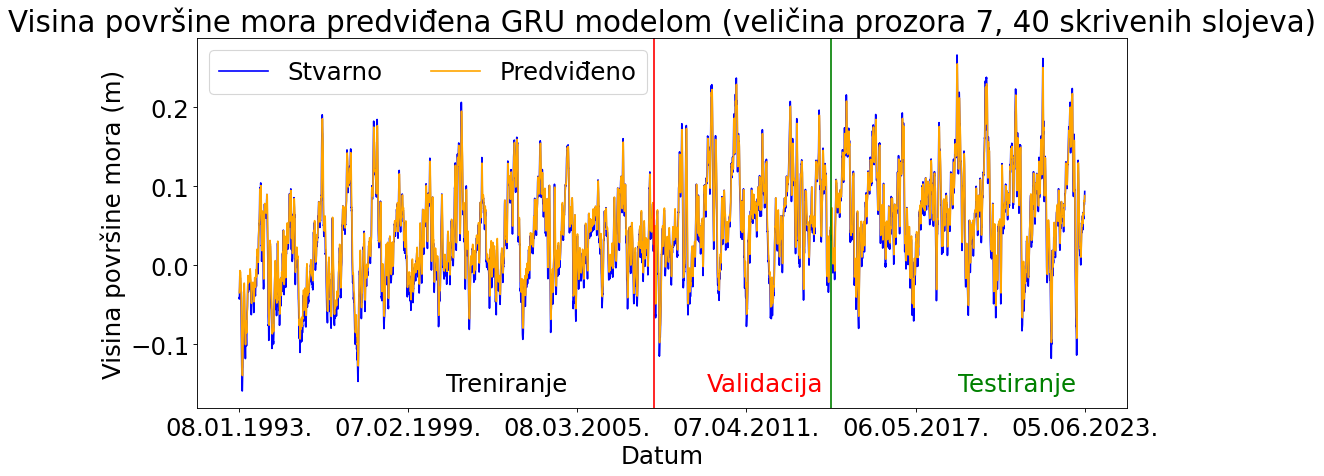 Visina površine mora predviđena GRU modelom (veličina prozora 7, 40 skrivenih slojeva)
Stvarno Predviđeno
Visina površine mora (m)
0.2
0.1
0.0
−0.1
Treniranje Validacija Testiranje
08.01.1993. 07.02.1999. 08.03.2005. 07.04.2011. 06.05.2017. 05.06.2023.
Datum